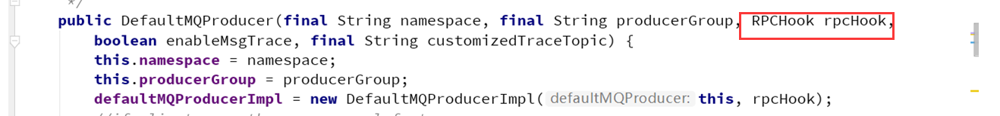 */
public DefaultMQProducer(final String namespace, final String producerGroup, RPCHook rpcHook,
boolean enableMsgTrace, final String customizedTraceTopic) {
this.namespace = namespace;
this.producerGroup = producerGroup;
defaultMQProducerImpl = new DefaultMQProducerImpl( defaultMQProducer: this, rpcHook);